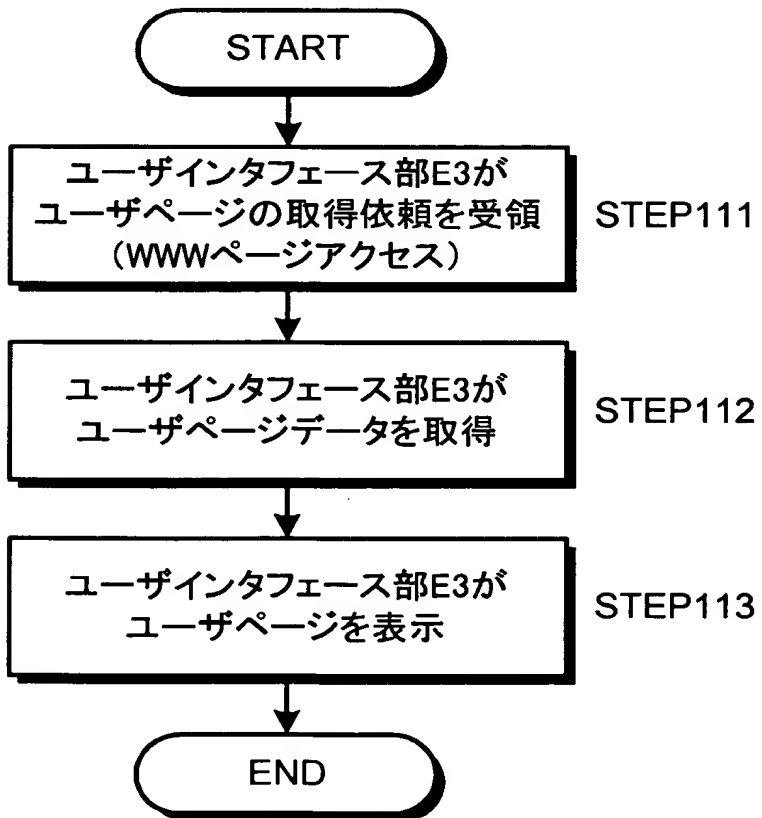 START
ユーザインタフェース部E3が
ユーザページの取得依頼を受領
（WWWページアクセス）
STEP111
ユーザインタフェース部E3が
ユーザページデータを取得
STEP112
ユーザインタフェース部E3が
ユーザページを表示
STEP113
END